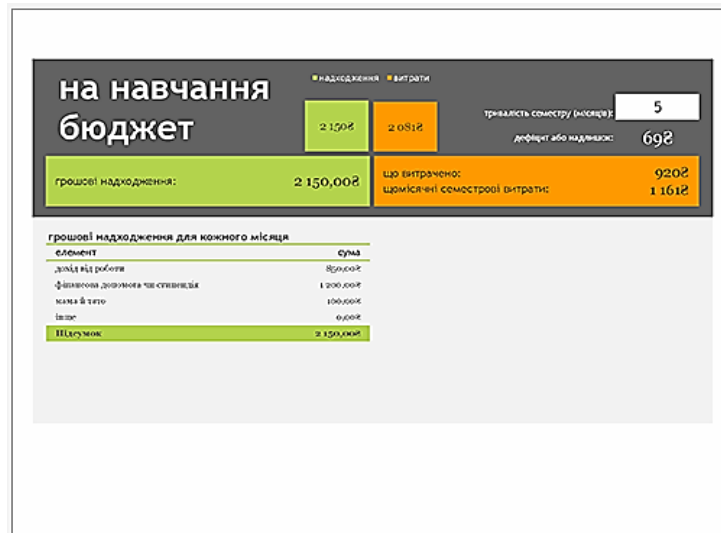 на навчання
бюджет
надходження витрати
2 150₴ 2 081₴
тривалість семестру (місяців): 5
дефіцит або надлишок: 69₴
грошові надходження: 2 150,00₴
що витрачено: 920₴
щомісячні семестрові витрати: 1 161₴
грошові надходження для кожного місяця
елемент сума
дохід від роботи 850,00₴
фінансова допомога чи стипендія 1 200,00₴
мама й тато 100,00₴
інше 0,00₴
Підсумок 2 150,00₴